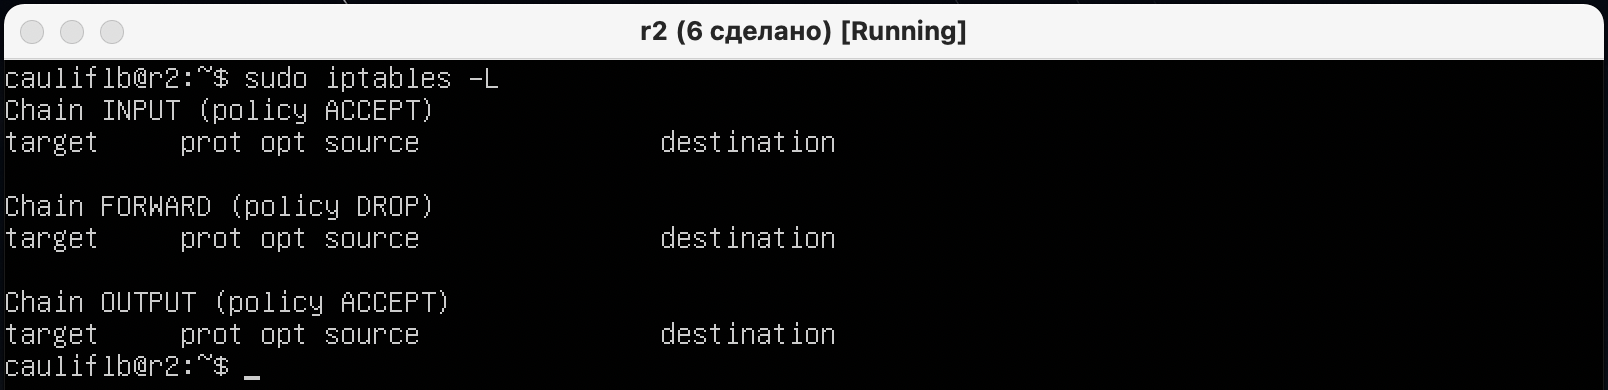 r2 (6 сделано) [Running]
cauliflb@r2:~$ sudo iptables -L
Chain INPUT (policy ACCEPT)
target     prot opt source               destination
Chain FORWARD (policy DROP)
target     prot opt source               destination
Chain OUTPUT (policy ACCEPT)
target     prot opt source               destination
cauliflb@r2:~$ _